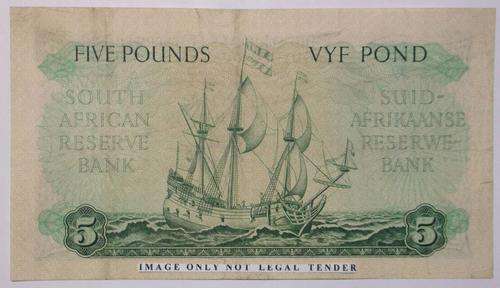 FIVE POUNDS
VYF POND
SOUTH
AFRICAN
RESERVE
BANK
SUID-
AFRIKAANSE
RESERWE-
BANK
5
5
IMAGE ONLY NOT LEGAL TENDER